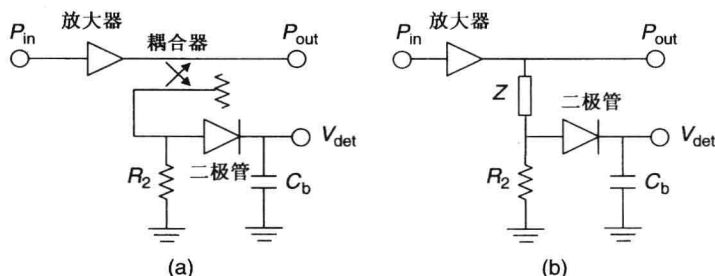 P_in 放大器 耦合器 P_out
二极管 V_det
R_2 C_b
(a)
P_in 放大器 P_out
Z 二极管 V_det
R_2 C_b
(b)